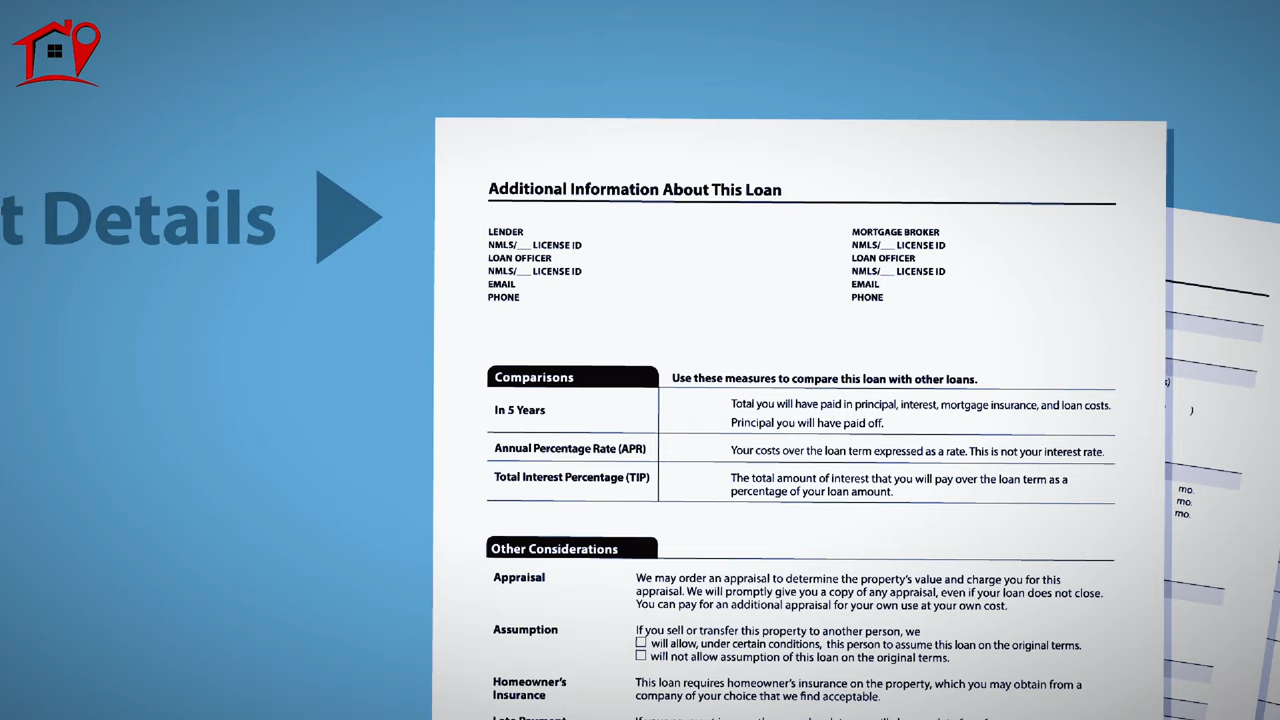 t Details
Additional Information About This Loan
LENDER
NMLS/___ LICENSE ID
LOAN OFFICER
NMLS/___ LICENSE ID
EMAIL
PHONE
MORTGAGE BROKER
NMLS/___ LICENSE ID
LOAN OFFICER
NMLS/___ LICENSE ID
EMAIL
PHONE
Comparisons
Use these measures to compare this loan with other loans.
In 5 Years
Total you will have paid in principal, interest, mortgage insurance, and loan costs.
Principal you will have paid off.
Annual Percentage Rate (APR)
Your costs over the loan term expressed as a rate. This is not your interest rate.
Total Interest Percentage (TIP)
The total amount of interest that you will pay over the loan term as a
percentage of your loan amount.
Other Considerations
Appraisal
We may order an appraisal to determine the property's value and charge you for this
appraisal. We will promptly give you a copy of any appraisal, even if your loan does not close.
You can pay for an additional appraisal for your own use at your own cost.
Assumption
If you sell or transfer this property to another person, we
will allow, under certain conditions, this person to assume this loan on the original terms.
will not allow assumption of this loan on the original terms.
Homeowner's
Insurance
This loan requires homeowner's insurance on the property, which you may obtain from a
company of your choice that we find acceptable.
)
mo.
mo.
mo.